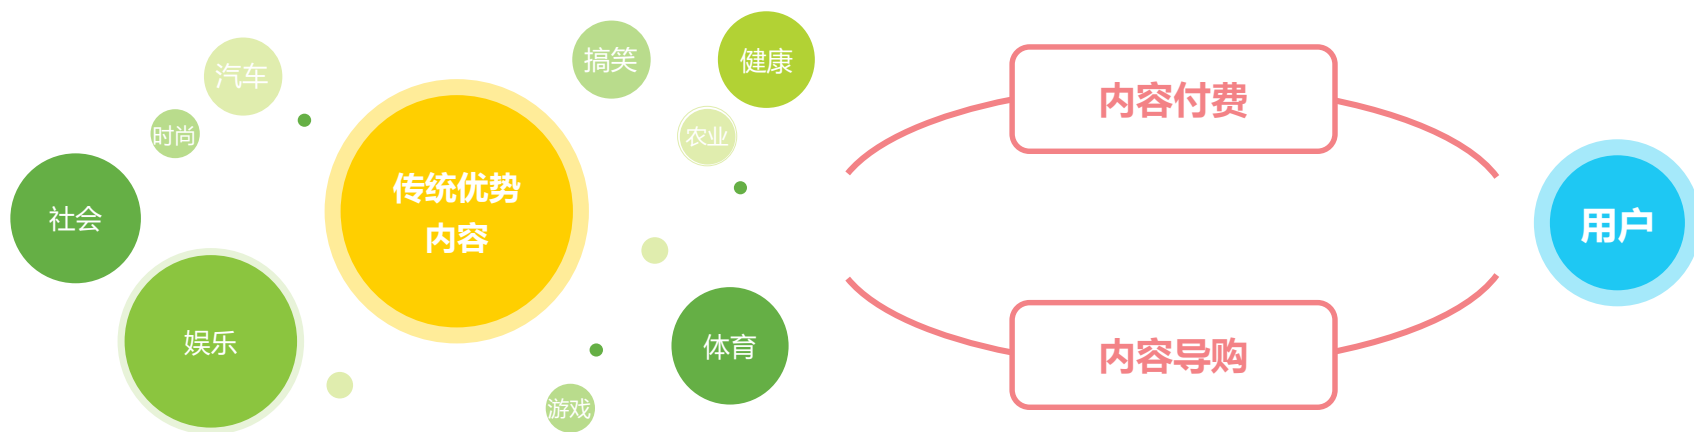 汽车
搞笑
健康
时尚
农业
社会
传统优势
内容
娱乐
体育
游戏
内容付费
内容导购
用户